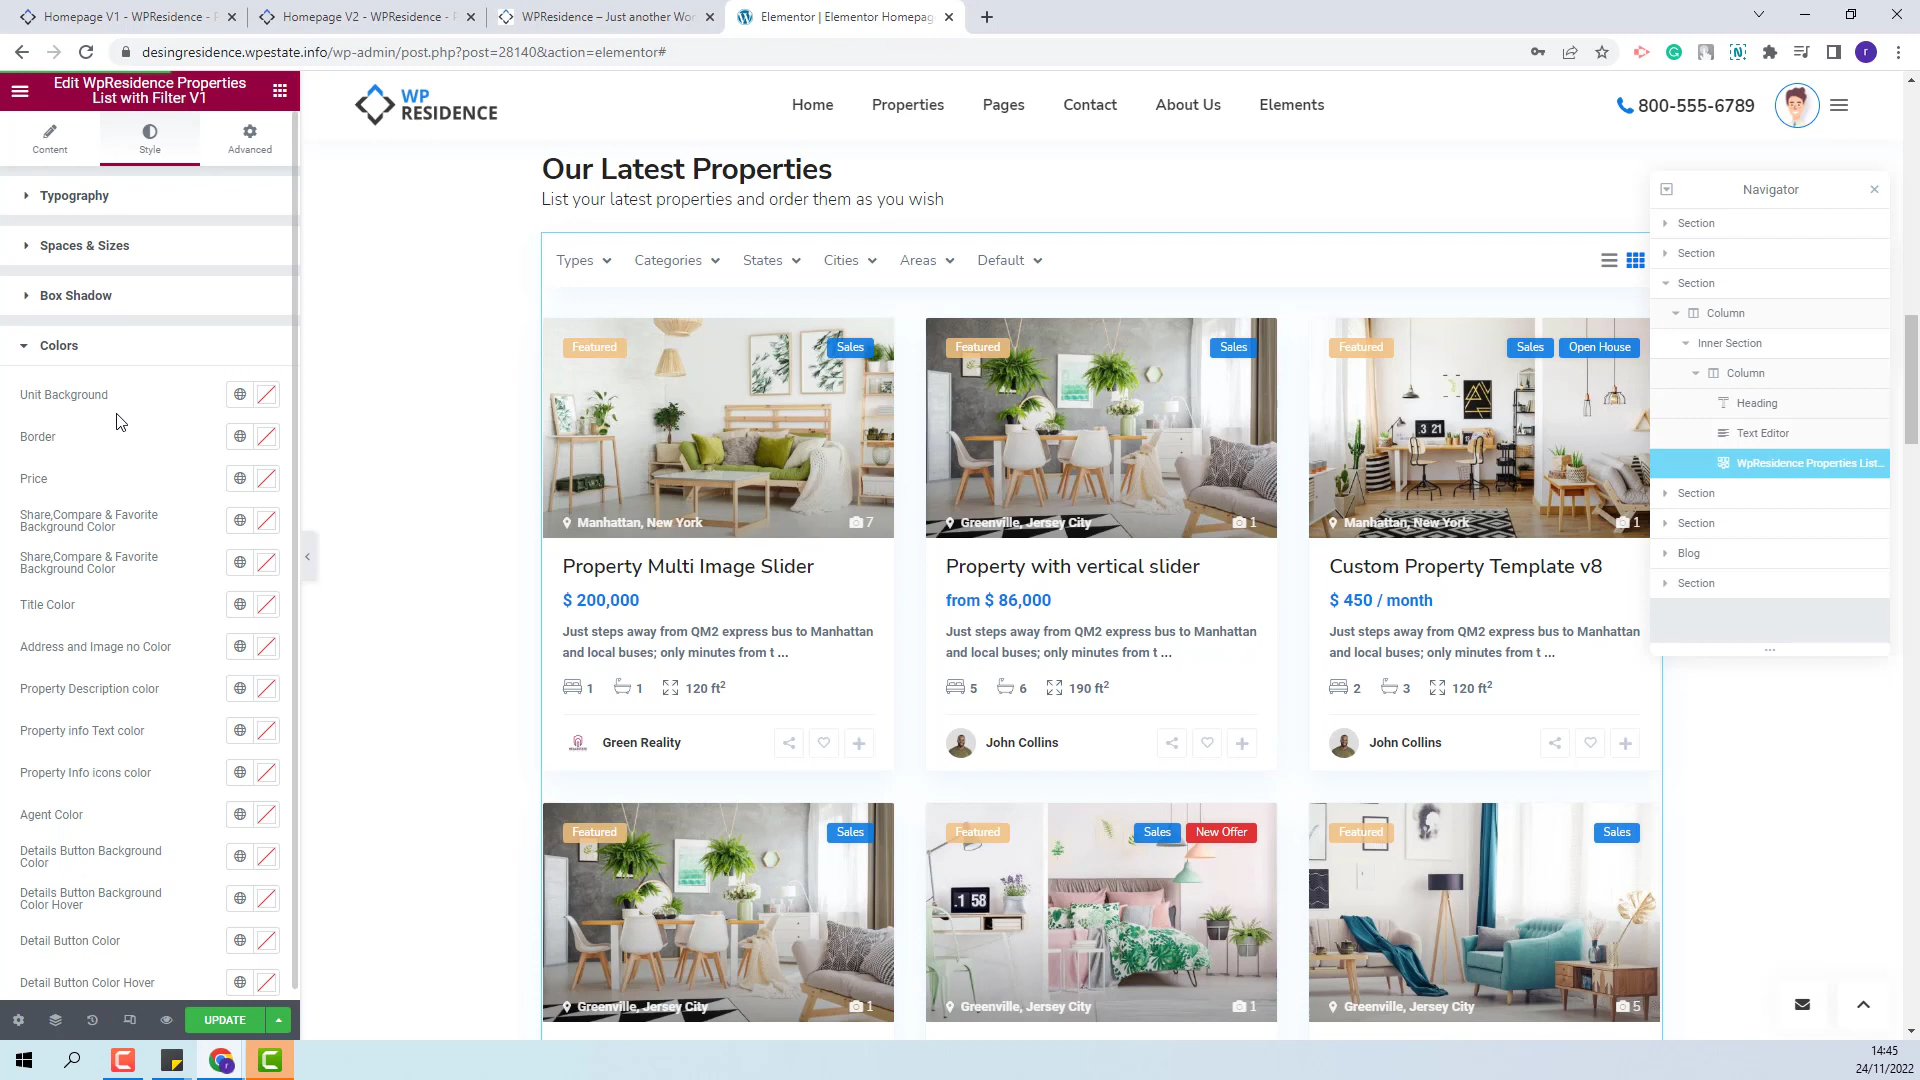 Homepage V1 - WPResidence - F
Homepage V2 - WPResidence - F
WPResidence – Just another Wor
Elementor | Elementor Homepag
desingresidence.wpestate.info/wp-admin/post.php?post=28140&action=elementor#
Edit WpResidence Properties
List with Filter V1
Content
Style
Advanced
Typography
Spaces & Sizes
Box Shadow
Colors
Unit Background
Border
Price
Share,Compare & Favorite
Background Color
Share,Compare & Favorite
Background Color
Title Color
Address and Image no Color
Property Description color
Property info Text color
Property Info icons color
Agent Color
Details Button Background
Color
Details Button Background
Color Hover
Detail Button Color
Detail Button Color Hover
UPDATE
WP
RESIDENCE
Home
Properties
Pages
Contact
About Us
Elements
800-555-6789
Our Latest Properties
List your latest properties and order them as you wish
Types
Categories
States
Cities
Areas
Default
Featured
Sales
Manhattan, New York
7
Property Multi Image Slider
$ 200,000
Just steps away from QM2 express bus to Manhattan
and local buses; only minutes from t ...
1
1
120 ft²
Green Reality
Featured
Sales
Greenville, Jersey City
1
Property with vertical slider
from $ 86,000
Just steps away from QM2 express bus to Manhattan
and local buses; only minutes from t ...
5
6
190 ft²
John Collins
Featured
Sales
Open House
3 21
Manhattan, New York
1
Custom Property Template v8
$ 450 / month
Just steps away from QM2 express bus to Manhattan
and local buses; only minutes from t ...
2
3
120 ft²
John Collins
Featured
Sales
Greenville, Jersey City
1
Featured
Sales
New Offer
1 58
Greenville, Jersey City
1
Featured
Sales
Greenville, Jersey City
5
Navigator
Section
Section
Section
Column
Inner Section
Column
Heading
Text Editor
WpResidence Properties List...
Section
Section
Blog
Section
14:45
24/11/2022